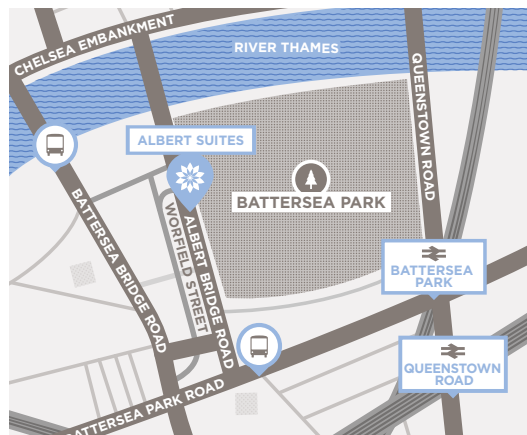 CHELSEA EMBANKMENT
RIVER THAMES
QUEENSTOWN ROAD
ALBERT SUITES
BATTERSEA PARK
BATTERSEA BRIDGE ROAD
WORFIELD STREET
ALBERT BRIDGE ROAD
BATTERSEA
PARK
QUEENSTOWN
ROAD
BATTERSEA PARK ROAD